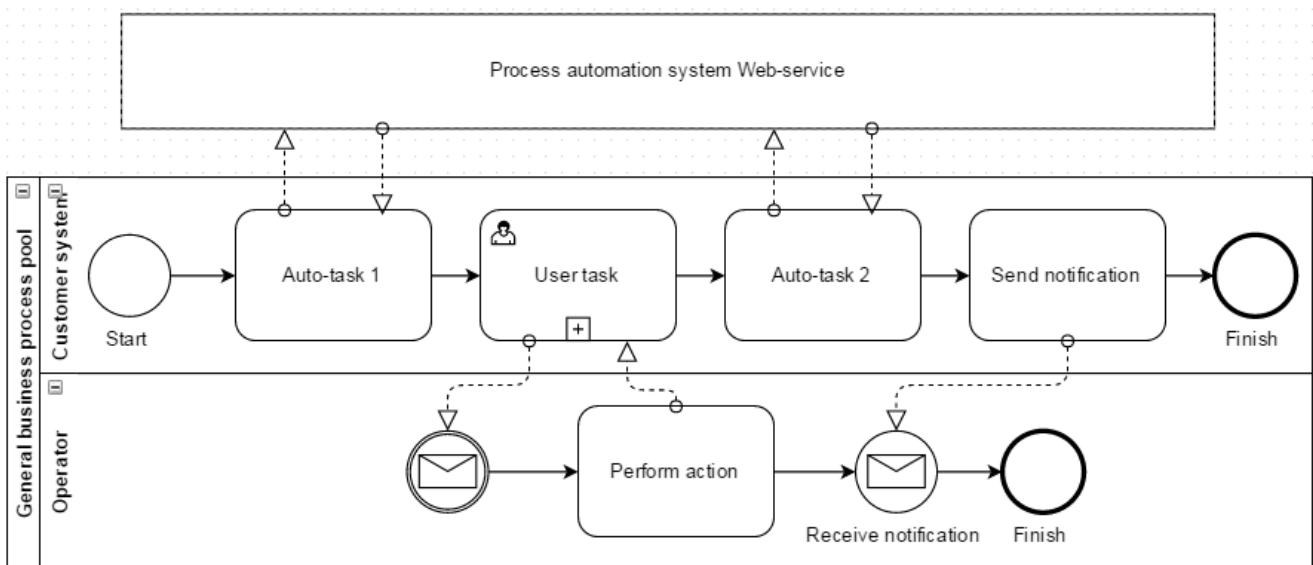 Process automation system Web-service
General business process pool
Customer system
Start
Auto-task 1
User task
Auto-task 2
Send notification
Finish
Operator
Perform action
Receive notification
Finish